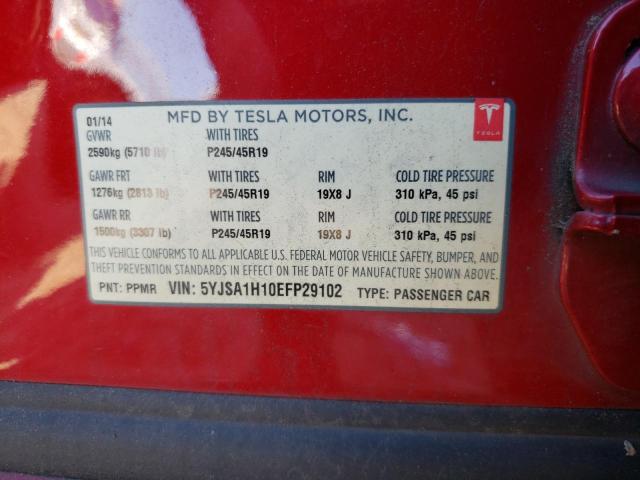 01/14 MFD BY TESLA MOTORS, INC.
GVWR WITH TIRES
2590kg (5710 lb) P245/45R19
TESLA
GAWR FRT WITH TIRES RIM COLD TIRE PRESSURE
1276kg (2813 lb) P245/45R19 19X8 J 310 kPa, 45 psi
GAWR RR WITH TIRES RIM COLD TIRE PRESSURE
1500kg (3307 lb) P245/45R19 19X8 J 310 kPa, 45 psi
THIS VEHICLE CONFORMS TO ALL APPLICABLE U.S. FEDERAL MOTOR VEHICLE SAFETY, BUMPER, AND
THEFT PREVENTION STANDARDS IN EFFECT ON THE DATE OF MANUFACTURE SHOWN ABOVE.
PNT: PPMR VIN: 5YJSA1H10EFP29102 TYPE: PASSENGER CAR